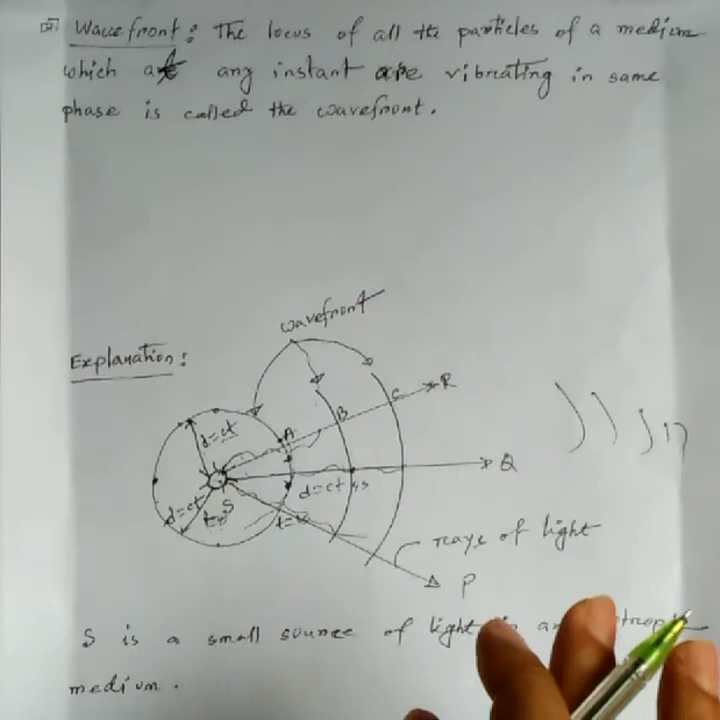 Wavefront : The locus of all the particles of a medium
which at any instant are vibrating in same
phase is called the wavefront.
wavefront
Explanation :
R
C
B
A
d=ct
Q
d=ct
d=ct
S
rays of light
P
S is a small source of light
medium.